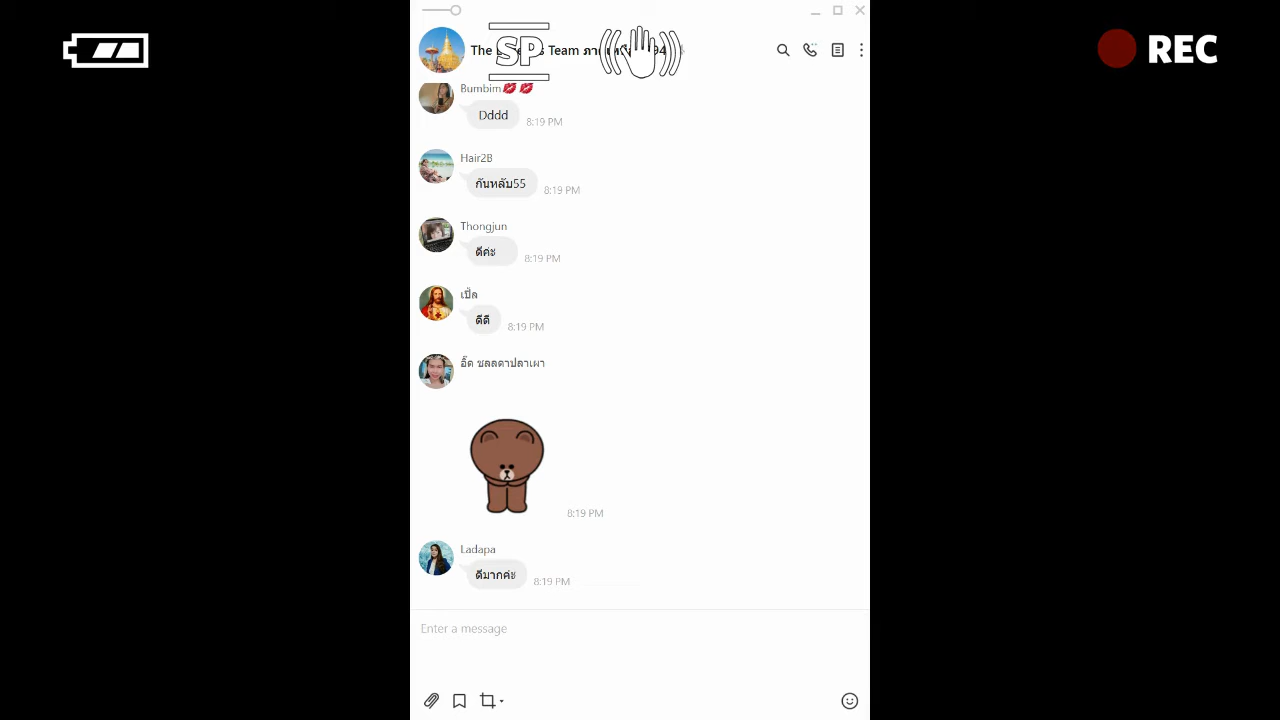 SP
REC
The Team
Bumbim💋💋
Dddd
8:19 PM
Hair2B
กันหลับ55
8:19 PM
Thongjun
ดีค่ะ
8:19 PM
เปิ้ล
ดีดี
8:19 PM
อิ๊ด ชลลดาปลาเผา
8:19 PM
Ladapa
ดีมากค่ะ
8:19 PM
Enter a message